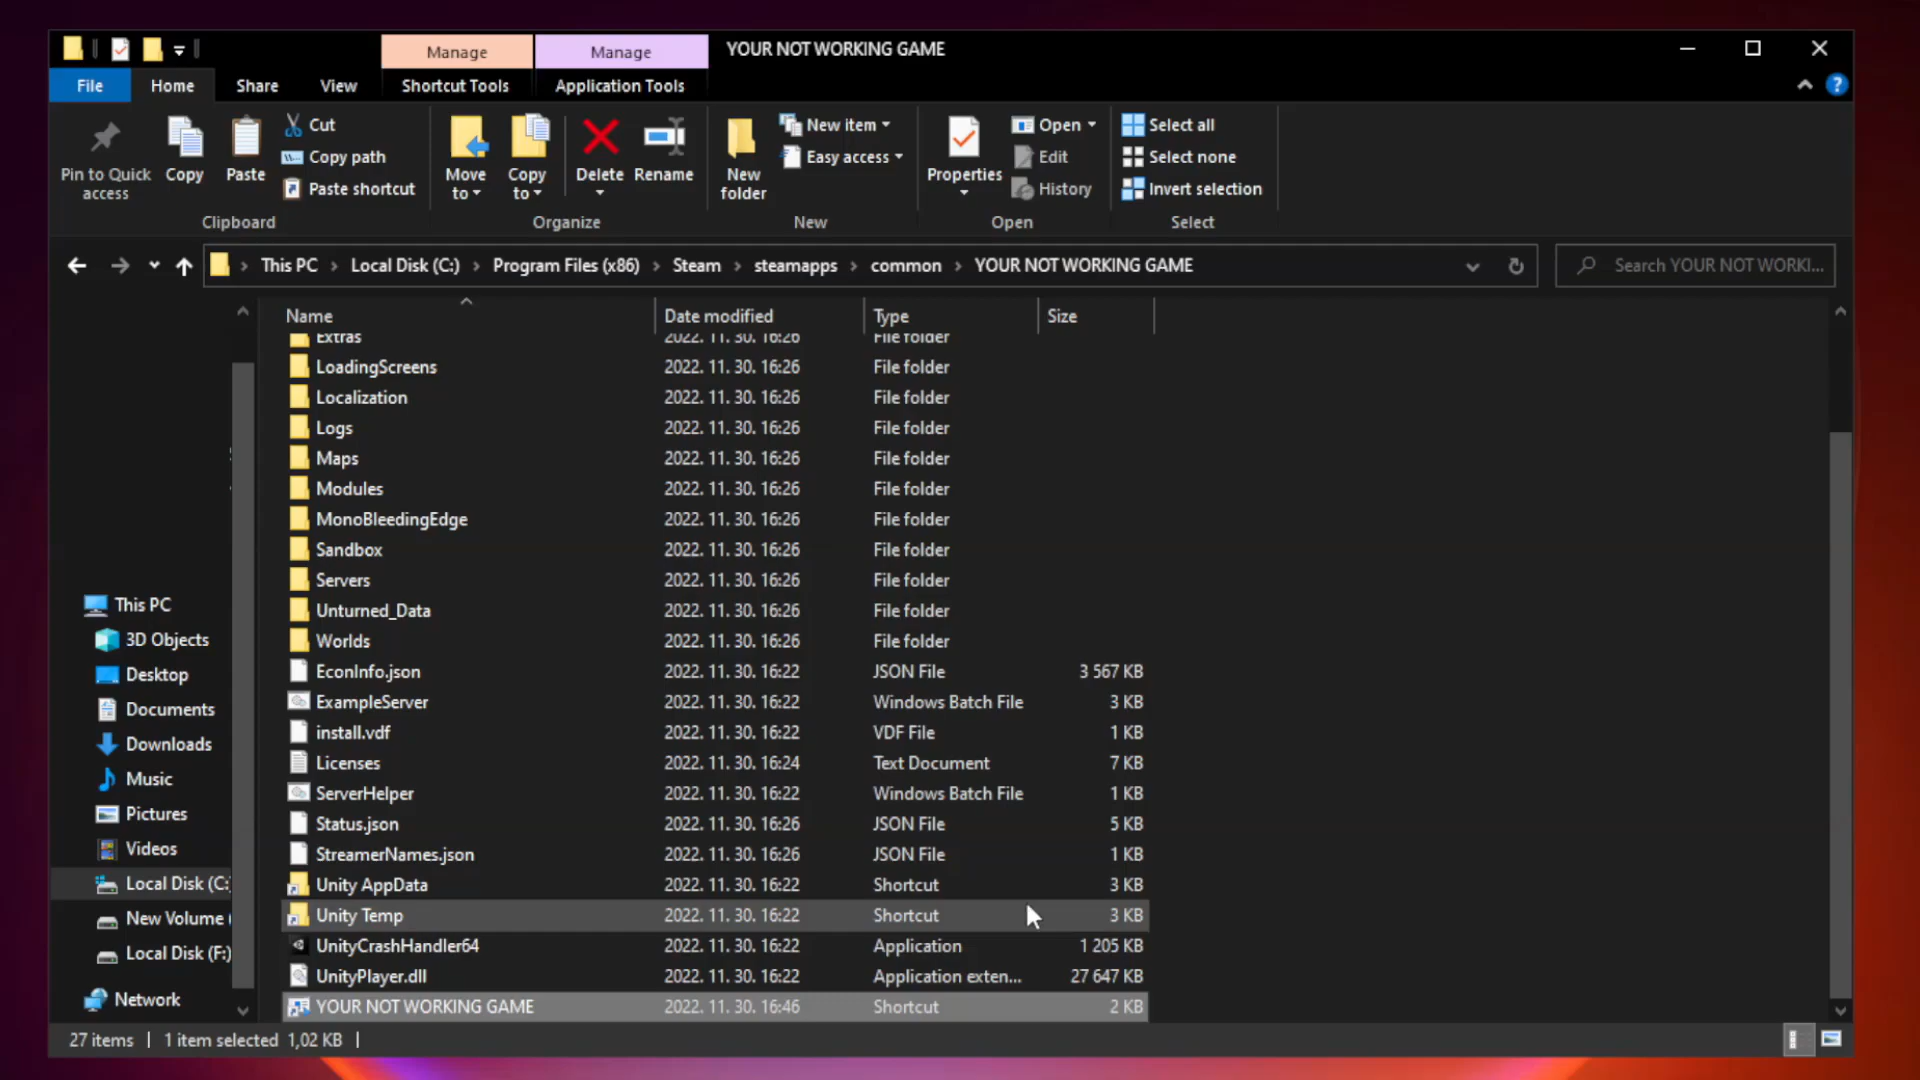 Manage
Manage
YOUR NOT WORKING GAME
File
Home
Share
View
Shortcut Tools
Application Tools
Pin to Quick access
Copy
Paste
Cut
Copy path
Paste shortcut
Clipboard
Move to
Copy to
Delete
Rename
Organize
New folder
New item
Easy access
New
Properties
Open
Edit
History
Open
Select all
Select none
Invert selection
Select
This PC > Local Disk (C:) > Program Files (x86) > Steam > steamapps > common > YOUR NOT WORKING GAME
Search YOUR NOT WORKI...
Name Date modified Type Size
Extras 2022. 11. 30. 16:26 File folder
LoadingScreens 2022. 11. 30. 16:26 File folder
Localization 2022. 11. 30. 16:26 File folder
Logs 2022. 11. 30. 16:26 File folder
Maps 2022. 11. 30. 16:26 File folder
Modules 2022. 11. 30. 16:26 File folder
MonoBleedingEdge 2022. 11. 30. 16:26 File folder
Sandbox 2022. 11. 30. 16:26 File folder
Servers 2022. 11. 30. 16:26 File folder
Unturned_Data 2022. 11. 30. 16:26 File folder
Worlds 2022. 11. 30. 16:26 File folder
EconInfo.json 2022. 11. 30. 16:22 JSON File 3 567 KB
ExampleServer 2022. 11. 30. 16:22 Windows Batch File 3 KB
install.vdf 2022. 11. 30. 16:22 VDF File 1 KB
Licenses 2022. 11. 30. 16:24 Text Document 7 KB
ServerHelper 2022. 11. 30. 16:22 Windows Batch File 1 KB
Status.json 2022. 11. 30. 16:26 JSON File 5 KB
StreamerNames.json 2022. 11. 30. 16:26 JSON File 1 KB
Unity AppData 2022. 11. 30. 16:22 Shortcut 3 KB
Unity Temp 2022. 11. 30. 16:22 Shortcut 3 KB
UnityCrashHandler64 2022. 11. 30. 16:22 Application 1 205 KB
UnityPlayer.dll 2022. 11. 30. 16:22 Application exten... 27 647 KB
YOUR NOT WORKING GAME 2022. 11. 30. 16:46 Shortcut 2 KB
This PC
3D Objects
Desktop
Documents
Downloads
Music
Pictures
Videos
Local Disk (C:
New Volume (
Local Disk (F:)
Network
27 items
1 item selected 1,02 KB